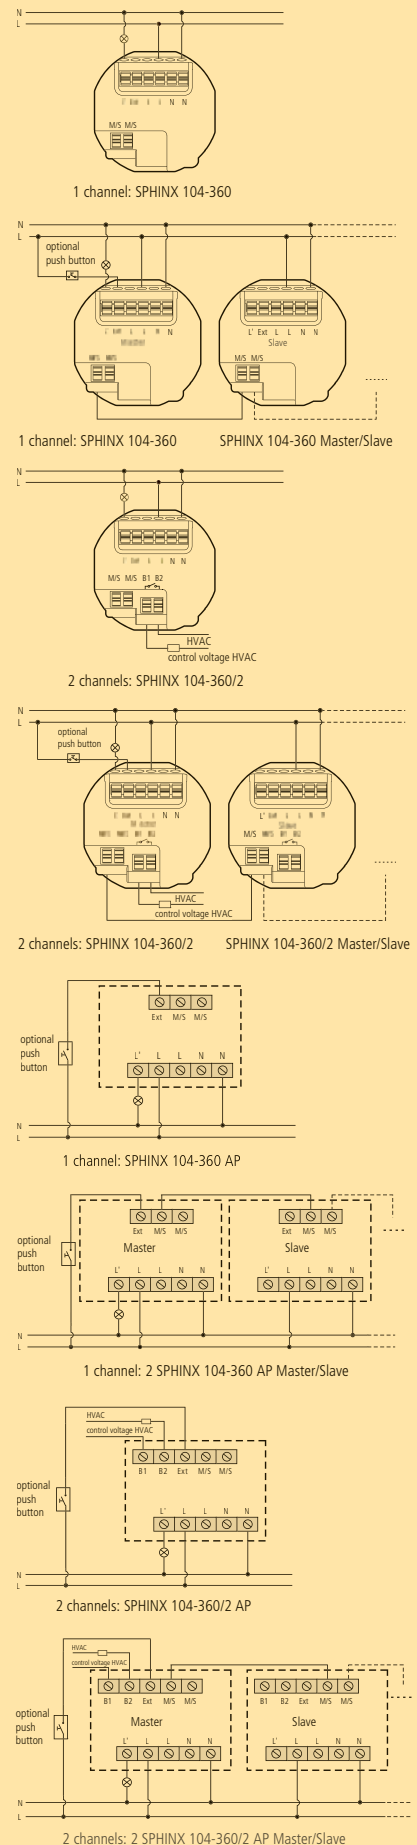 N
L
N N
M/S M/S
1 channel: SPHINX 104-360
N
L
optional
push button
N
L' Ext L L N N
Slave
M/S M/S
1 channel: SPHINX 104-360
SPHINX 104-360 Master/Slave
N
L
N N
M/S M/S B1 B2
HVAC
control voltage HVAC
2 channels: SPHINX 104-360/2
N
L
optional
push button
N N
L'
M/S
HVAC
control voltage HVAC
2 channels: SPHINX 104-360/2
SPHINX 104-360/2 Master/Slave
Ext M/S M/S
optional
push
button
L' L L N N
N
L
1 channel: SPHINX 104-360 AP
Ext M/S M/S
Ext M/S M/S
optional
push
button
Master
Slave
L' L L N N
L' L L N N
N
L
1 channel: 2 SPHINX 104-360 AP Master/Slave
HVAC
control voltage HVAC
B1 B2 Ext M/S M/S
optional
push
button
L' L L N N
N
L
2 channels: SPHINX 104-360/2 AP
HVAC
control voltage HVAC
B1 B2 Ext M/S M/S
B1 B2 Ext M/S M/S
optional
push
button
Master
Slave
L' L L N N
L' L L N N
N
L
2 channels: 2 SPHINX 104-360/2 AP Master/Slave